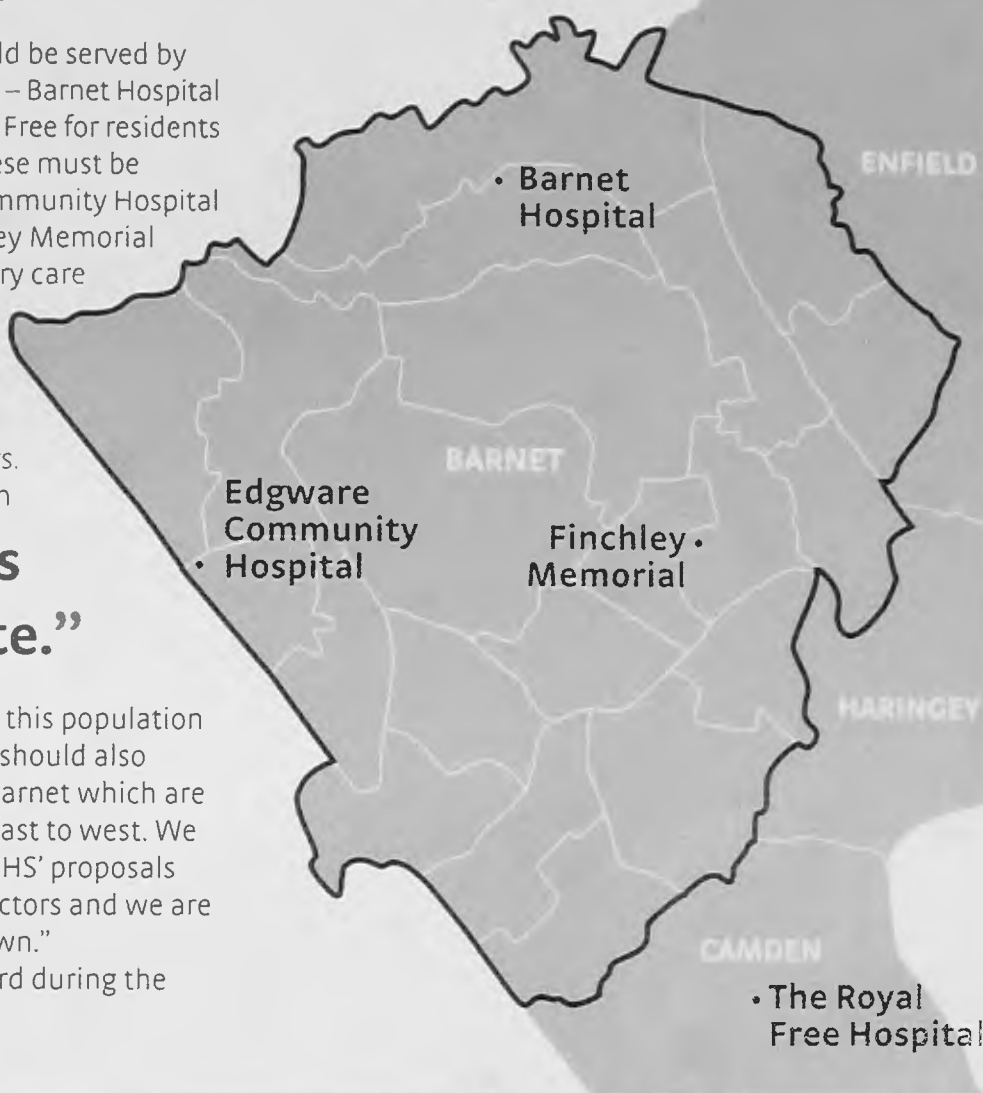 ld be served by
– Barnet Hospital
Free for residents
ese must be
mmunity Hospital
ey Memorial
ry care
s.
n
s
te.”
this population
should also
arnet which are
ast to west. We
HS’ proposals
ctors and we are
wn.”
rd during the
ENFIELD
• Barnet
Hospital
BARNET
Edgware
Community
• Hospital
Finchley •
Memorial
HARINGEY
CAMDEN
• The Royal
Free Hospital